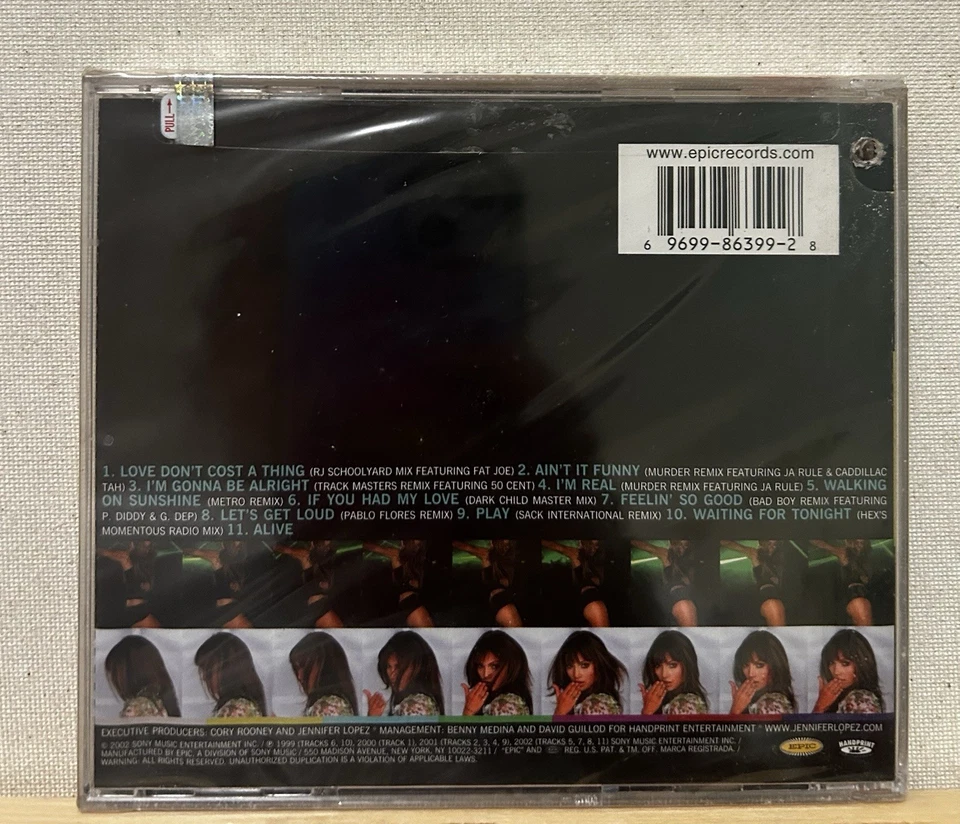 PULL→
www.epicrecords.com
6 9699-86399-2 8
1. LOVE DON'T COST A THING (RJ SCHOOLYARD MIX FEATURING FAT JOE) 2. AIN'T IT FUNNY (MURDER REMIX FEATURING JA RULE & CADDILLAC
TAH) 3. I'M GONNA BE ALRIGHT (TRACK MASTERS REMIX FEATURING 50 CENT) 4. I'M REAL (MURDER REMIX FEATURING JA RULE) 5. WALKING
ON SUNSHINE (METRO REMIX) 6. IF YOU HAD MY LOVE (DARK CHILD MASTER MIX) 7. FEELIN' SO GOOD (BAD BOY REMIX FEATURING
P. DIDDY & G. DEP) 8. LET'S GET LOUD (PABLO FLORES REMIX) 9. PLAY (SACK INTERNATIONAL REMIX) 10. WAITING FOR TONIGHT (HEX'S
MOMENTOUS RADIO MIX) 11. ALIVE
EXECUTIVE PRODUCERS: CORY ROONEY AND JENNIFER LOPEZ * MANAGEMENT: BENNY MEDINA AND DAVID GUILLOD FOR HANDPRINT ENTERTAINMENT * WWW.JENNIFERLOPEZ.COM
© 2002 SONY MUSIC ENTERTAINMENT INC. / ℗ 1999 (TRACKS 6, 10), 2000 (TRACK 1), 2001 (TRACKS 2, 3, 4, 9), 2002 (TRACKS 5, 7, 8, 11) SONY MUSIC ENTERTAINMENT INC. /
MANUFACTURED BY EPIC, A DIVISION OF SONY MUSIC / 550 MADISON AVENUE, NEW YORK, NY 10022-3211 / "EPIC" AND REG. U.S. PAT. & TM. OFF. MARCA REGISTRADA. /
WARNING: ALL RIGHTS RESERVED. UNAUTHORIZED DUPLICATION IS A VIOLATION OF APPLICABLE LAWS.
EPIC
HANDPRINT